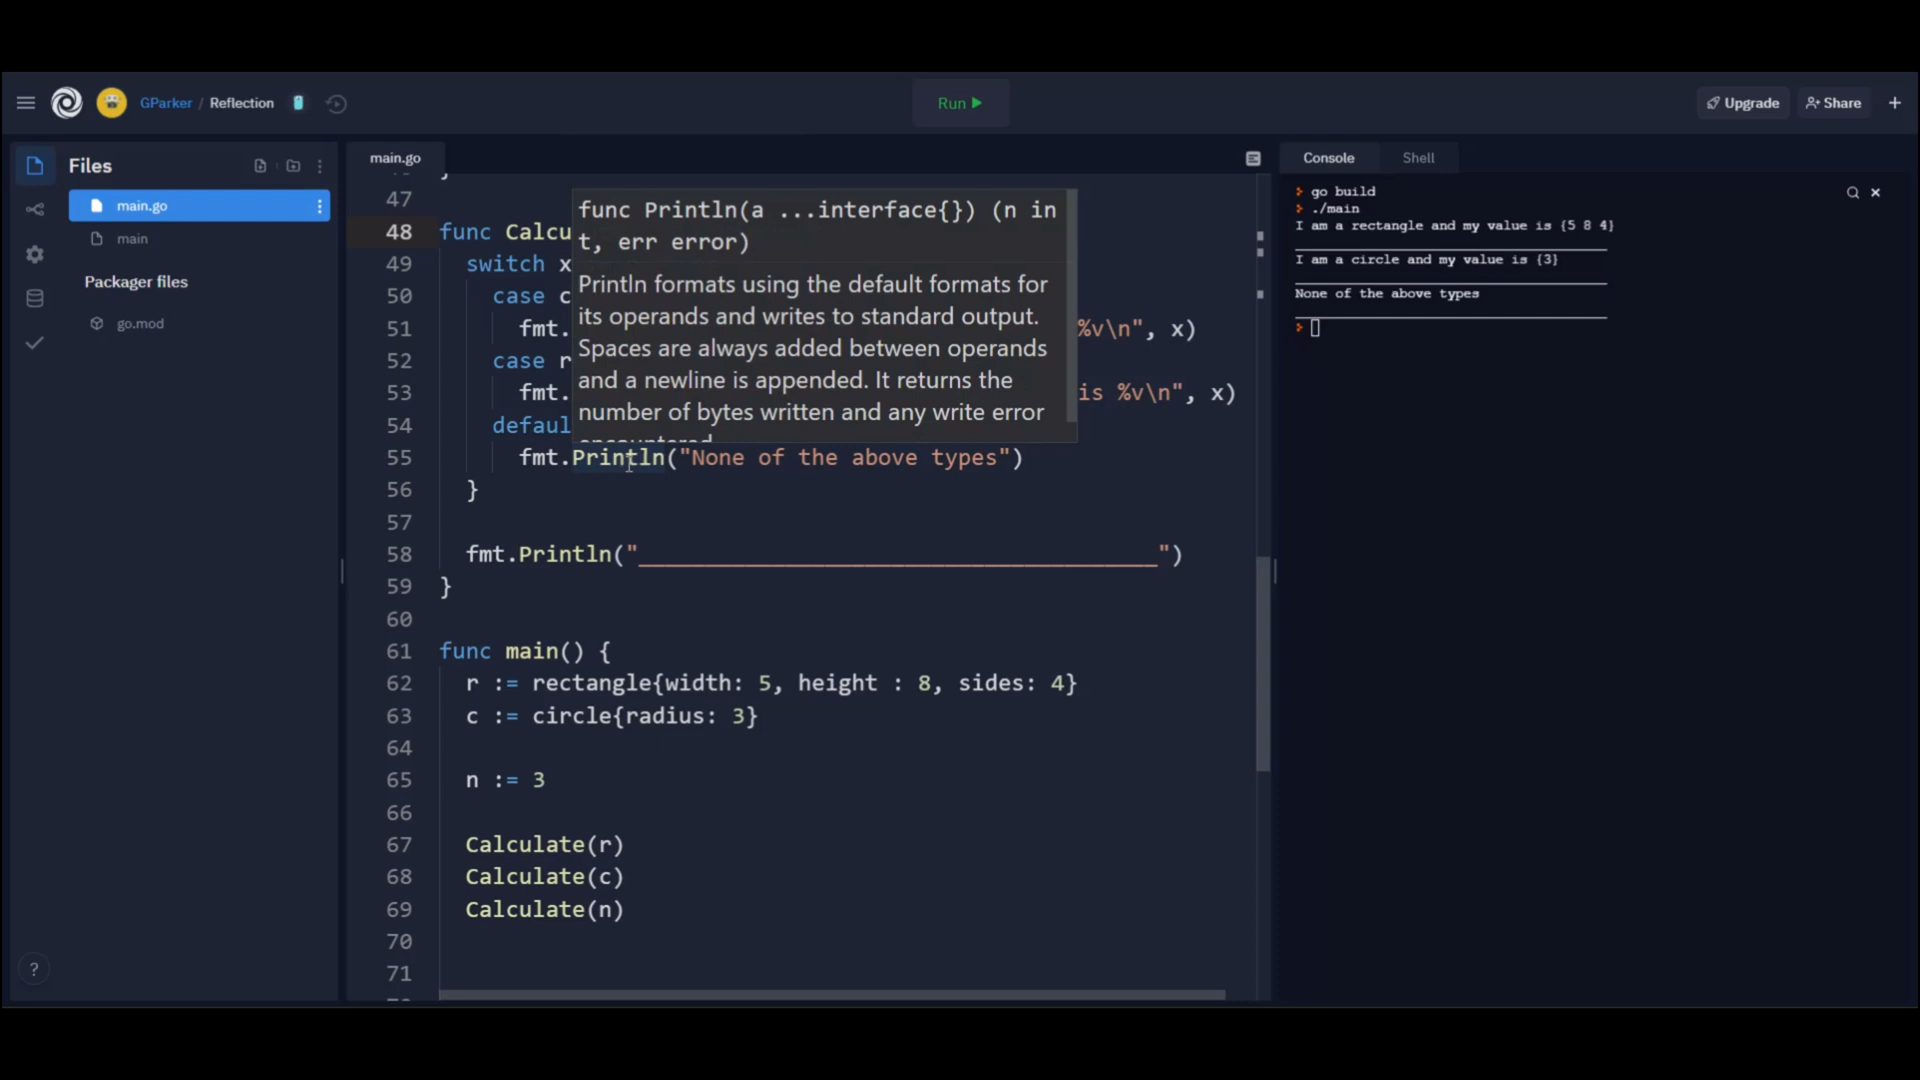 GParker / Reflection
Run
Upgrade
Share
Files
main.go
main
Packager files
go.mod
main.go
47
48 func Calcu
49 switch x
50 case c
51 fmt. %v\n", x)
52 case r
53 fmt. is %v\n", x)
54 defaul
55 fmt.Println("None of the above types")
56 }
57
58 fmt.Println("_______________________________________")
59 }
60
61 func main() {
62 r := rectangle{width: 5, height : 8, sides: 4}
63 c := circle{radius: 3}
64
65 n := 3
66
67 Calculate(r)
68 Calculate(c)
69 Calculate(n)
70
71
func Println(a ...interface{}) (n in
t, err error)
Println formats using the default formats for
its operands and writes to standard output.
Spaces are always added between operands
and a newline is appended. It returns the
number of bytes written and any write error
encountered
Console
Shell
go build
./main
I am a rectangle and my value is {5 8 4}
_______________________________________
I am a circle and my value is {3}
_______________________________________
None of the above types
_______________________________________
?